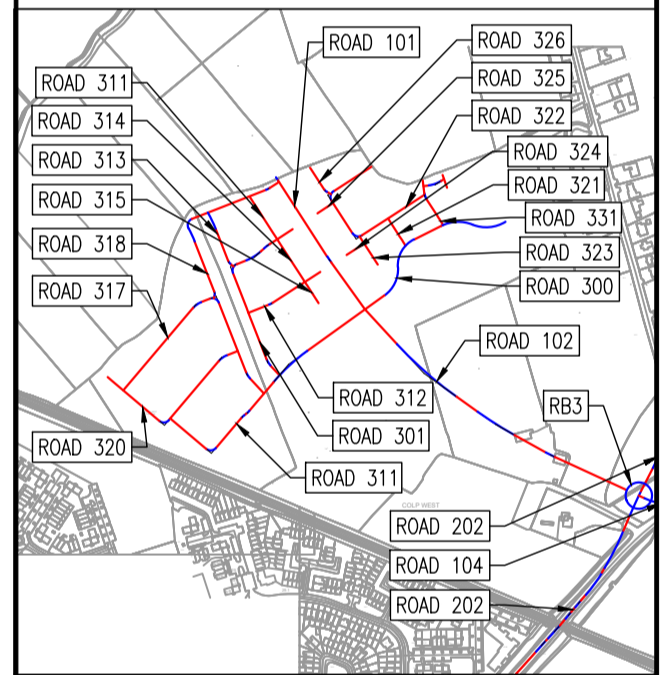 ROAD 101
ROAD 326
ROAD 311
ROAD 325
ROAD 314
ROAD 322
ROAD 313
ROAD 324
ROAD 315
ROAD 321
ROAD 318
ROAD 331
ROAD 323
ROAD 317
ROAD 300
ROAD 102
ROAD 312
RB3
ROAD 320
ROAD 301
ROAD 311
COLP WEST
ROAD 202
ROAD 104
ROAD 202